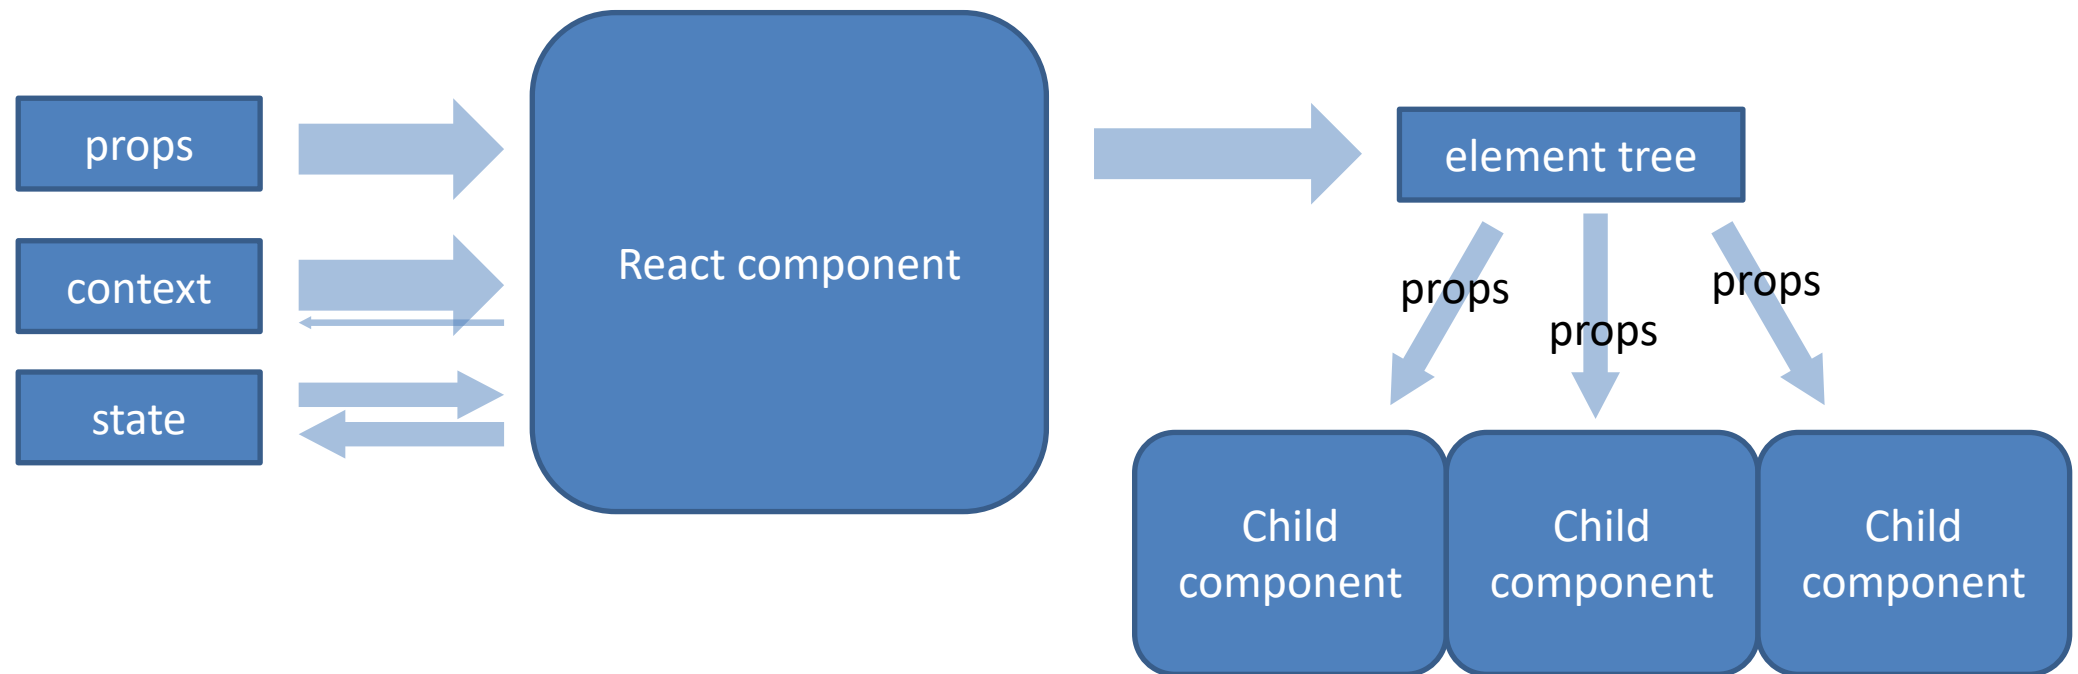 props
context
state
React component
element tree
props
props
props
Child
component
Child
component
Child
component